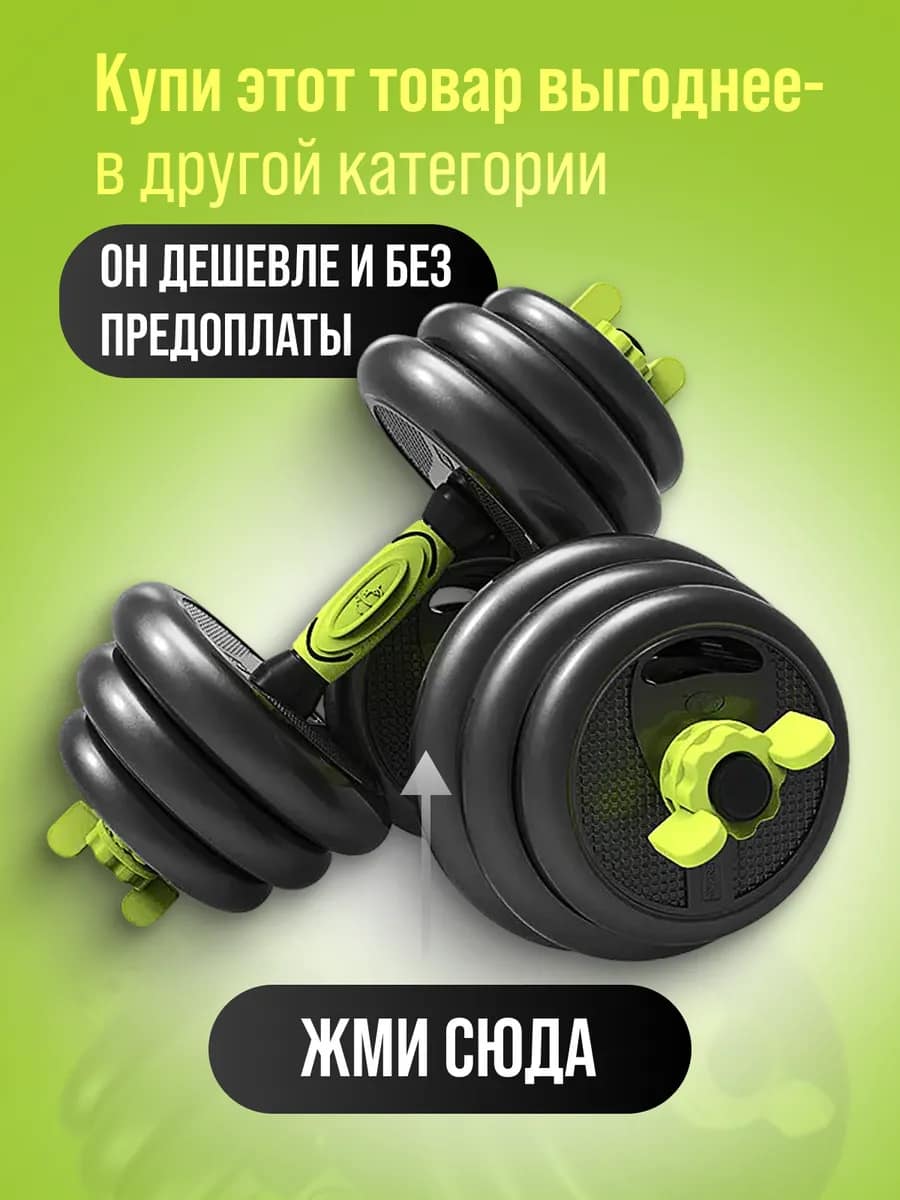 Купи этот товар выгоднее-
в другой категории
ОН ДЕШЕВЛЕ И БЕЗ
ПРЕДОПЛАТЫ
ЖМИ СЮДА